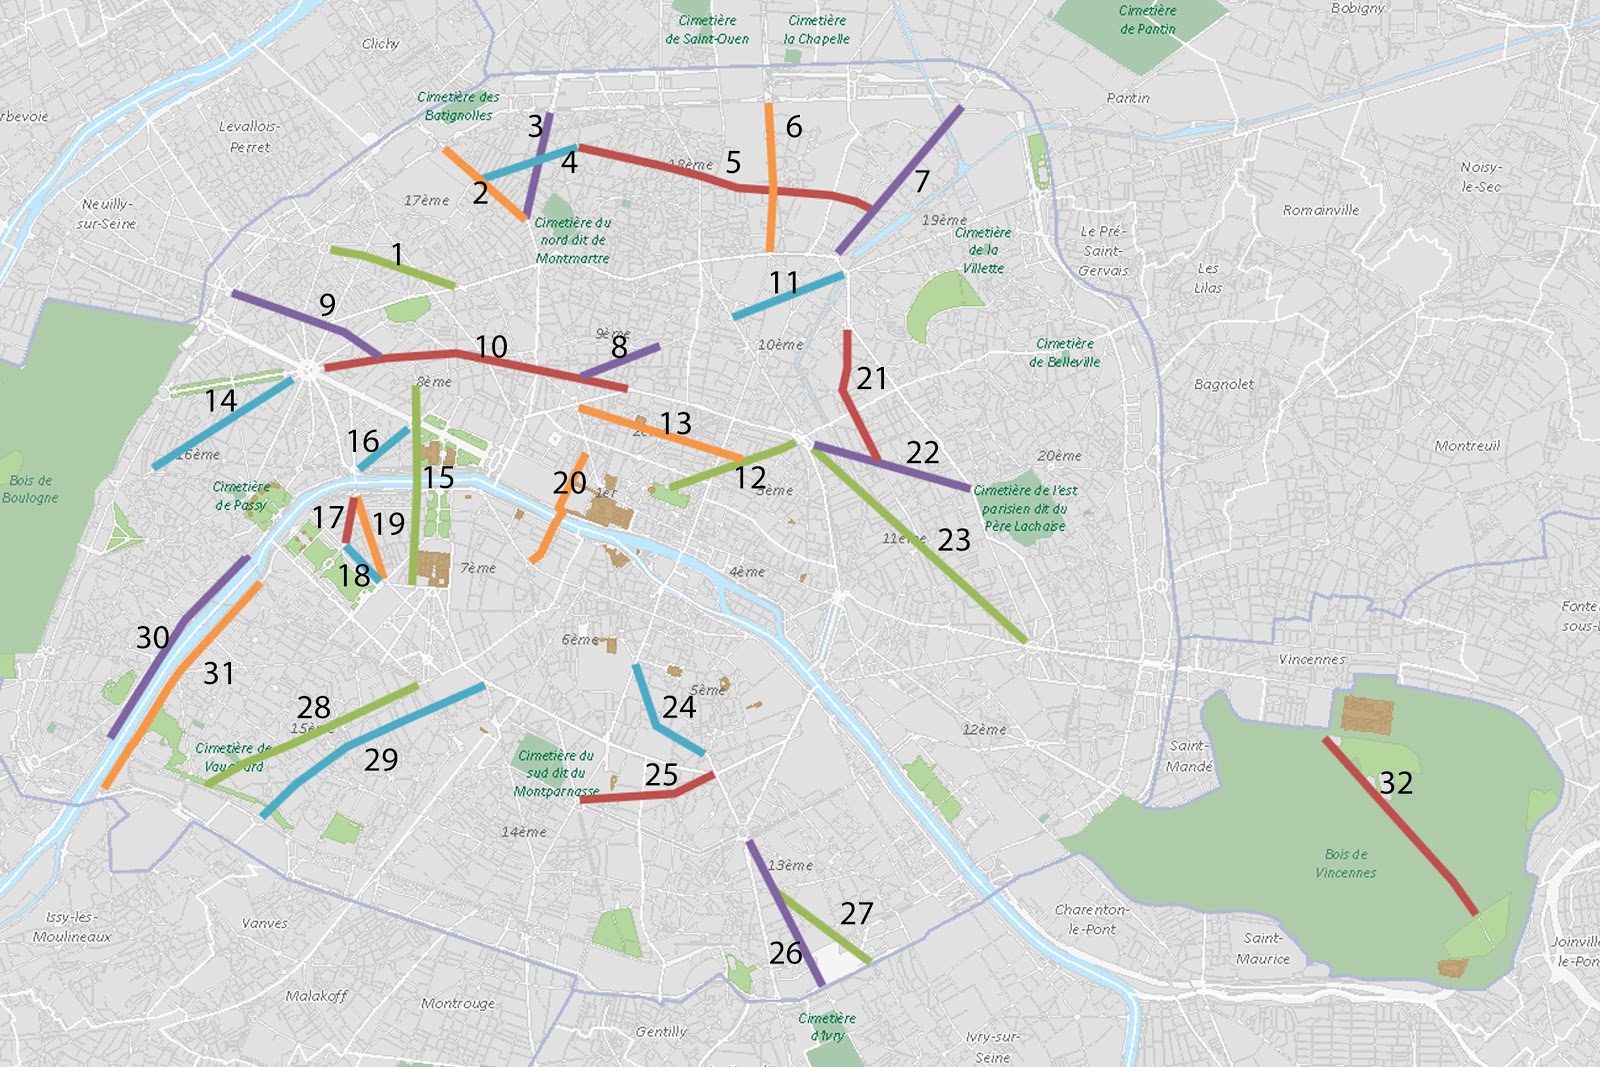 Cimetière
de Saint-Ouen
Cimetière
la Chapelle
Cimetière
de Pantin
Bobigny
Clichy
Cimetière des
Batignolles
Pantin
rbevoie
Levallois-
Perret
3
6
4
5
18ème
7
2
17ème
Neuilly-
sur-Seine
Cimetière du
nord dit de
Montmartre
19ème
Cimetière
de la
Villette
Le Pré-
Saint-
Gervais
Romainville
Noisy-
le-Sec
Les
Lilas
1
11
9
9ème
8
10ème
10
Cimetière
de Belleville
8ème
21
Bagnolet
14
16
13
2e
22
16ème
20ème
Montreuil
Bois de
Boulogne
Cimetière
de Passy
15
20
1er
12
3ème
Cimetière de l'est
parisien dit du
Père Lachaise
17
19
11ème
23
18
7ème
4ème
30
6ème
31
Vincennes
Fonte
sous-
28
15ème
5ème
24
12ème
Saint-
Mandé
Cimetière de
Vaugirard
29
Cimetière du
sud dit du
Montparnasse
25
32
14ème
13ème
Bois de
Vincennes
Issy-les-
Moulineaux
Vanves
27
26
Charenton-
le-Pont
Saint-
Maurice
Joinville
le-Pon
Malakoff
Montrouge
Gentilly
Cimetière
d'Ivry
Ivry-sur-
Seine